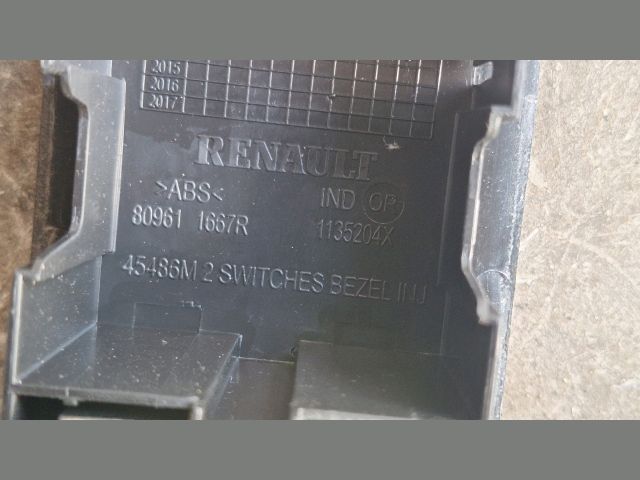 2015
2016
2017
RENAULT
>ABS< IND OP
80961 1667R 1135204X
45486M 2 SWITCHES BEZEL INJ